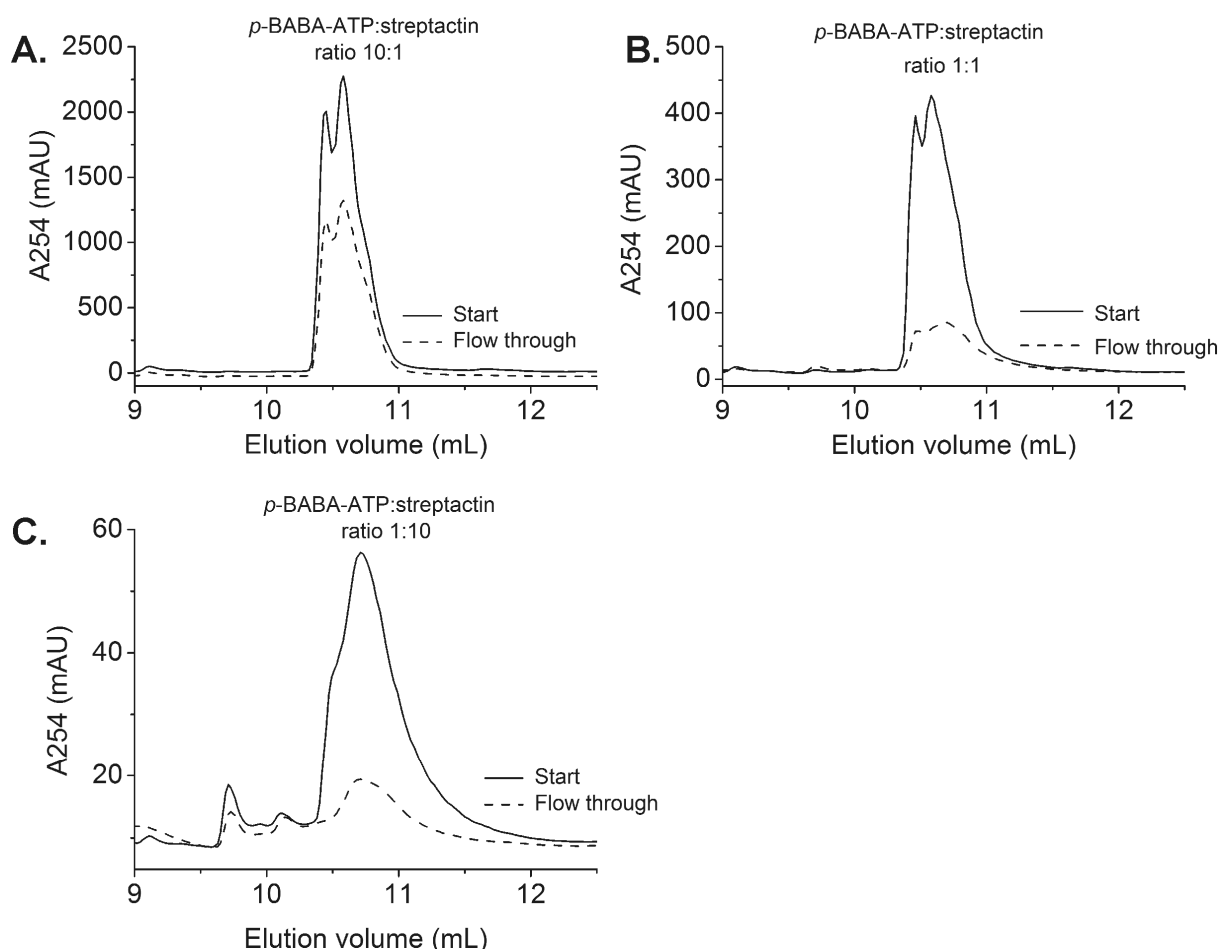 A.
p-BABA-ATP:streptactin
ratio 10:1
2500
2000
1500
1000
500
0
A254 (mAU)
Start
Flow through
9
10
11
12
Elution volume (mL)
B.
p-BABA-ATP:streptactin
ratio 1:1
500
400
300
200
100
0
A254 (mAU)
Start
Flow through
9
10
11
12
Elution volume (mL)
C.
p-BABA-ATP:streptactin
ratio 1:10
60
40
20
A254 (mAU)
Start
Flow through
9
10
11
12
Elution volume (mL)